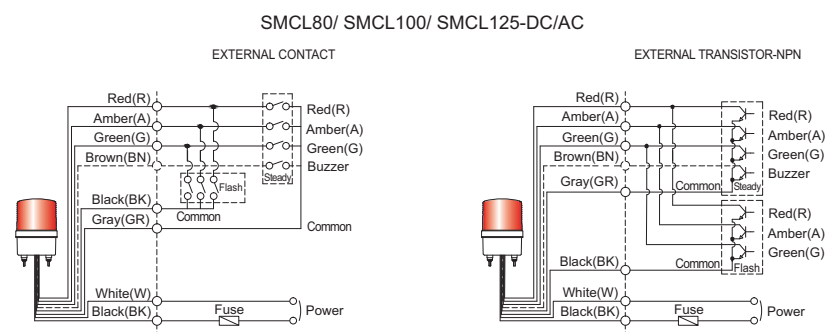 SMCL80/ SMCL100/ SMCL125-DC/AC
EXTERNAL CONTACT
Red(R)
Amber(A)
Green(G)
Brown(BN)
Black(BK)
Gray(GR)
White(W)
Black(BK)
Red(R)
Amber(A)
Green(G)
Buzzer
Steady
Flash
Common
Common
Fuse
Power
EXTERNAL TRANSISTOR-NPN
Red(R)
Amber(A)
Green(G)
Brown(BN)
Gray(GR)
Common
Steady
Red(R)
Amber(A)
Green(G)
Buzzer
Red(R)
Amber(A)
Green(G)
Black(BK)
Common
Flash
White(W)
Black(BK)
Fuse
Power